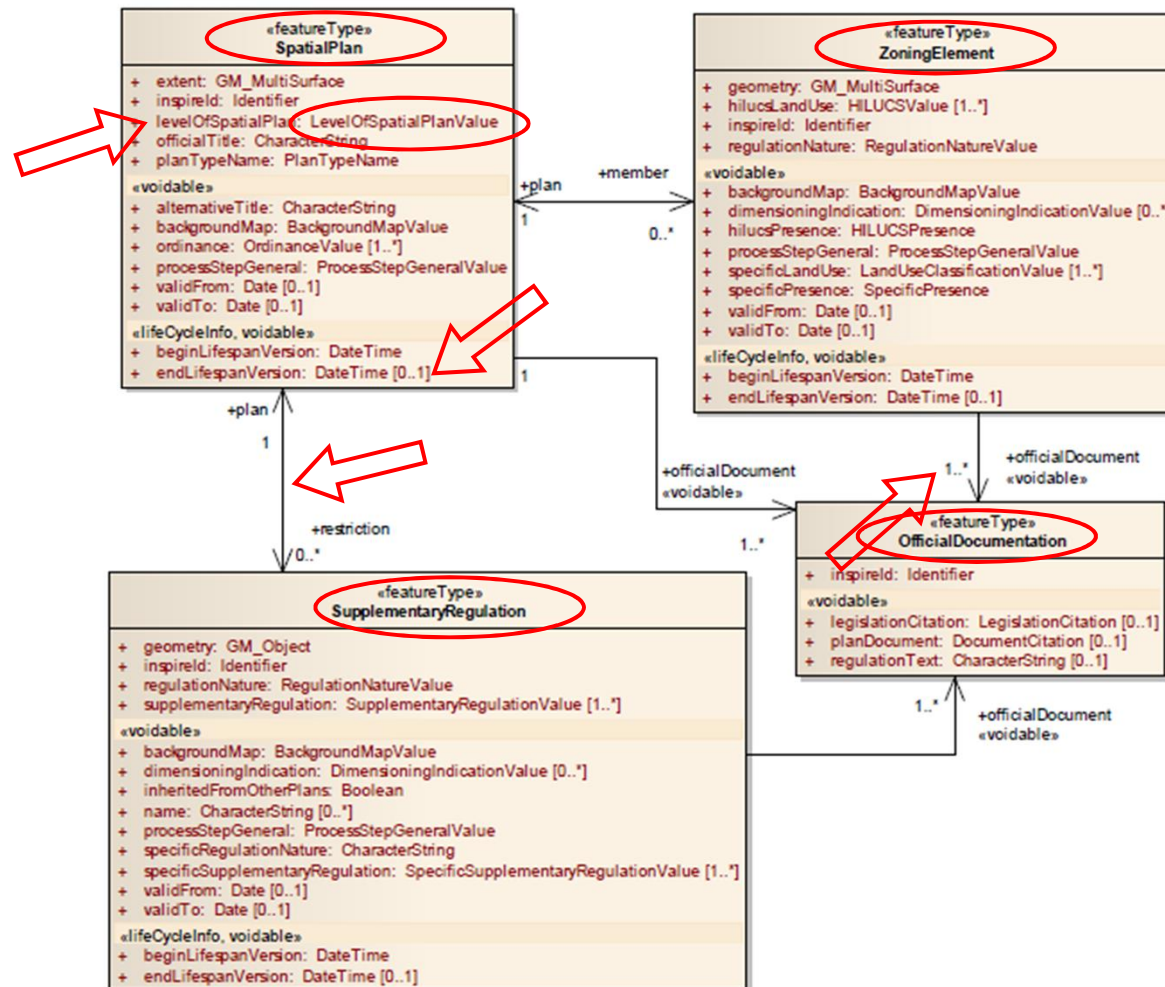 «featureType»
SpatialPlan
+ extent: GM_MultiSurface
+ inspireId: Identifier
+ levelOfSpatialPlan: LevelOfSpatialPlanValue
+ officialTitle: CharacterString
+ planTypeName: PlanTypeName
«voidable»
+ alternativeTitle: CharacterString
+ backgroundMap: BackgroundMapValue
+ ordinance: OrdinanceValue [1..*]
+ processStepGeneral: ProcessStepGeneralValue
+ validFrom: Date [0..1]
+ validTo: Date [0..1]
«lifeCycleInfo, voidable»
+ beginLifespanVersion: DateTime
+ endLifespanVersion: DateTime [0..1]
+plan
1
+member
0..*
«featureType»
ZoningElement
+ geometry: GM_MultiSurface
+ hilucsLandUse: HILUCSValue [1..*]
+ inspireId: Identifier
+ regulationNature: RegulationNatureValue
«voidable»
+ backgroundMap: BackgroundMapValue
+ dimensioningIndication: DimensioningIndicationValue [0..*
+ hilucsPresence: HILUCSPresence
+ processStepGeneral: ProcessStepGeneralValue
+ specificLandUse: LandUseClassificationValue [1..*]
+ specificPresence: SpecificPresence
+ validFrom: Date [0..1]
+ validTo: Date [0..1]
«lifeCycleInfo, voidable»
+ beginLifespanVersion: DateTime
+ endLifespanVersion: DateTime [0..1]
1
+plan
1
+restriction
0..*
+officialDocument
«voidable»
1..*
1..*
+officialDocument
«voidable»
«featureType»
OfficialDocumentation
+ inspireId: Identifier
«voidable»
+ legislationCitation: LegislationCitation [0..1]
+ planDocument: DocumentCitation [0..1]
+ regulationText: CharacterString [0..1]
1..*
+officialDocument
«voidable»
«featureType»
SupplementaryRegulation
+ geometry: GM_Object
+ inspireId: Identifier
+ regulationNature: RegulationNatureValue
+ supplementaryRegulation: SupplementaryRegulationValue [1..*]
«voidable»
+ backgroundMap: BackgroundMapValue
+ dimensioningIndication: DimensioningIndicationValue [0..*]
+ inheritedFromOtherPlans: Boolean
+ name: CharacterString [0..*]
+ processStepGeneral: ProcessStepGeneralValue
+ specificRegulationNature: CharacterString
+ specificSupplementaryRegulation: SpecificSupplementaryRegulationValue [1..*]
+ validFrom: Date [0..1]
+ validTo: Date [0..1]
«lifeCycleInfo, voidable»
+ beginLifespanVersion: DateTime
+ endLifespanVersion: DateTime [0..1]